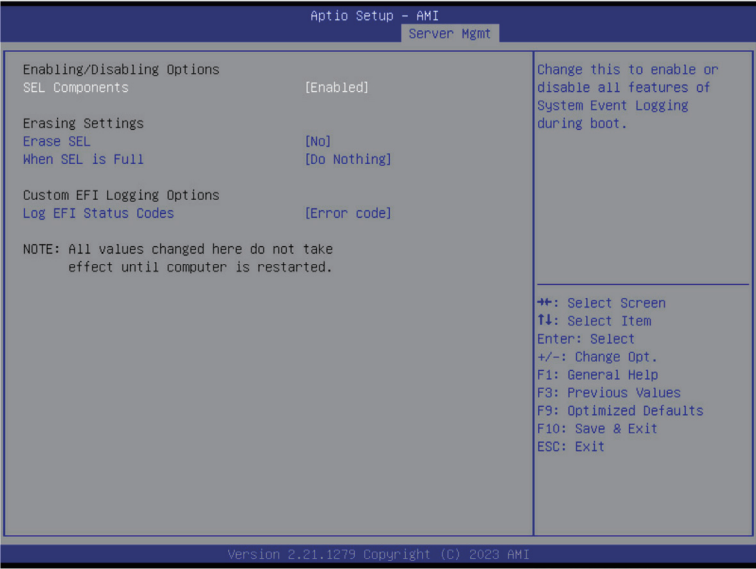 Aptio Setup – AMI
Server Mgmt
Enabling/Disabling Options
SEL Components [Enabled]
Erasing Settings
Erase SEL [No]
When SEL is Full [Do Nothing]
Custom EFI Logging Options
Log EFI Status Codes [Error code]
NOTE: All values changed here do not take
effect until computer is restarted.
Change this to enable or
disable all features of
System Event Logging
during boot.
→←: Select Screen
↑↓: Select Item
Enter: Select
+/-: Change Opt.
F1: General Help
F3: Previous Values
F9: Optimized Defaults
F10: Save & Exit
ESC: Exit
Version 2.21.1279 Copyright (C) 2023 AMI